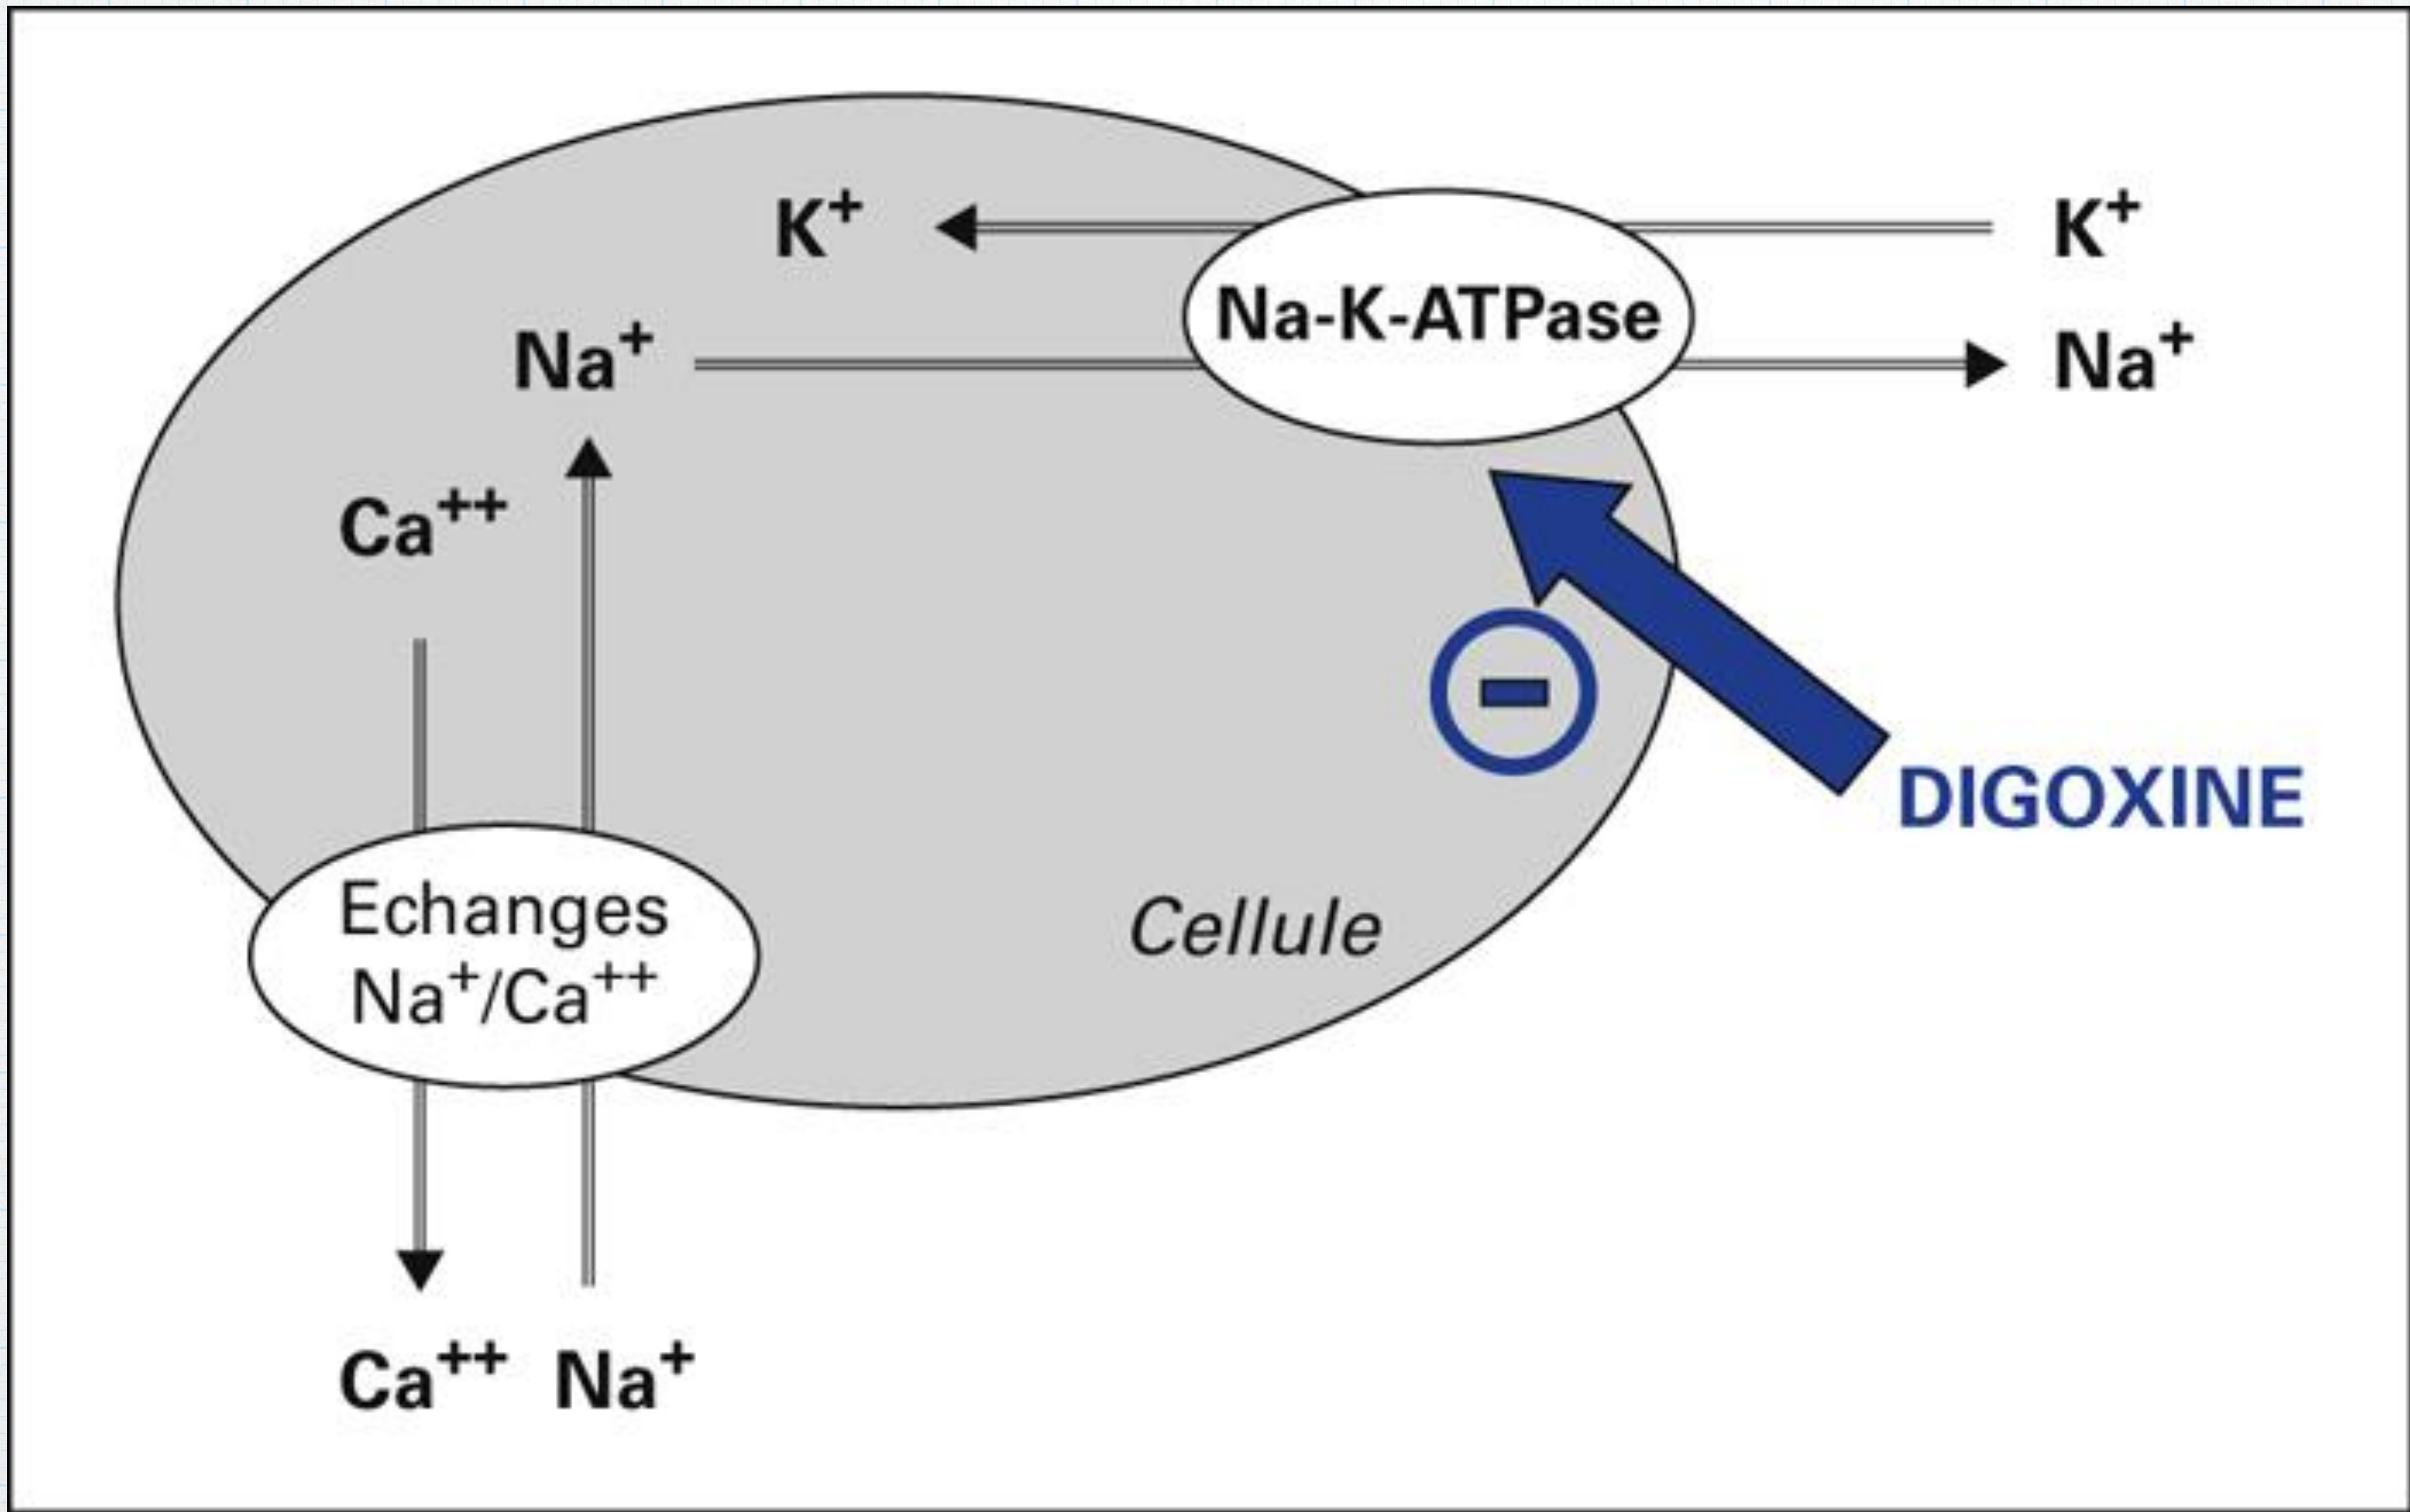 K⁺
K⁺
Na-K-ATPase
Na⁺
Na⁺
Ca⁺⁺
DIGOXINE
Echanges
Na⁺/Ca⁺⁺
Cellule
Ca⁺⁺ Na⁺